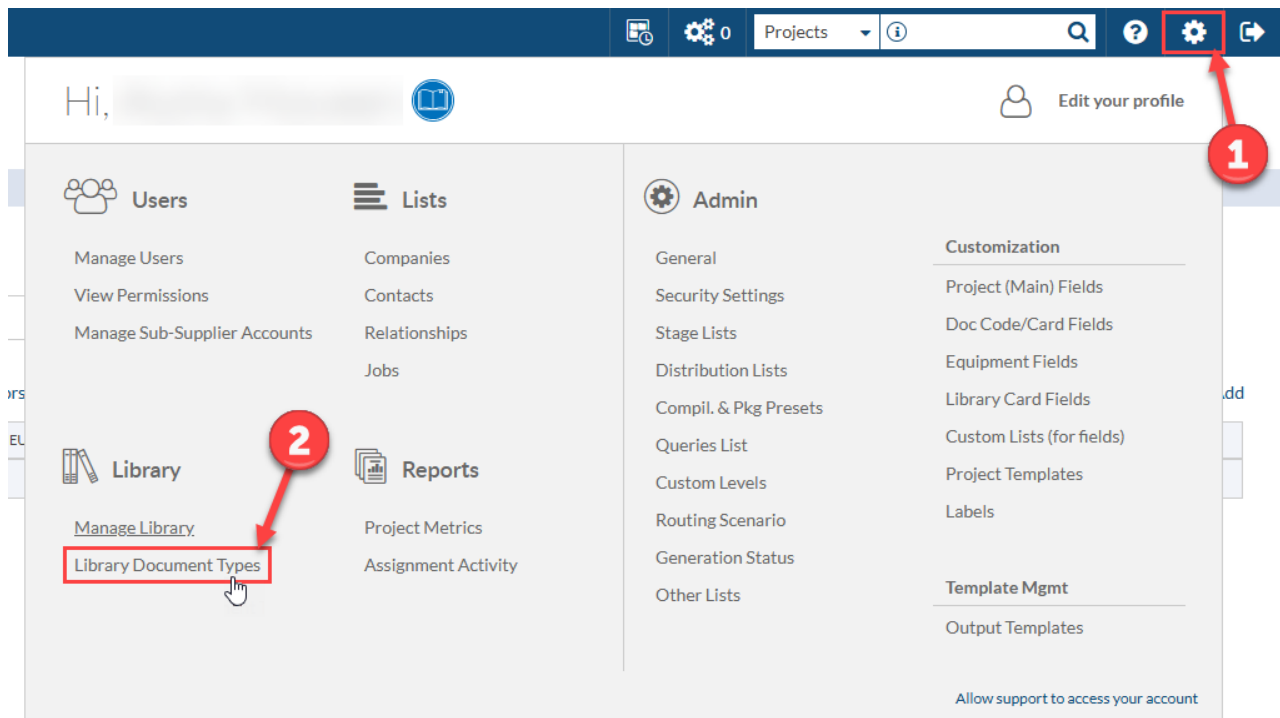 0 Projects
1
Hi,
Edit your profile
Users
Manage Users
View Permissions
Manage Sub-Supplier Accounts
Lists
Companies
Contacts
Relationships
Jobs
2
Library
Manage Library
Library Document Types
Reports
Project Metrics
Assignment Activity
Admin
General
Security Settings
Stage Lists
Distribution Lists
Compil. & Pkg Presets
Queries List
Custom Levels
Routing Scenario
Generation Status
Other Lists
Customization
Project (Main) Fields
Doc Code/Card Fields
Equipment Fields
Library Card Fields
Custom Lists (for fields)
Project Templates
Labels
Template Mgmt
Output Templates
Allow support to access your account